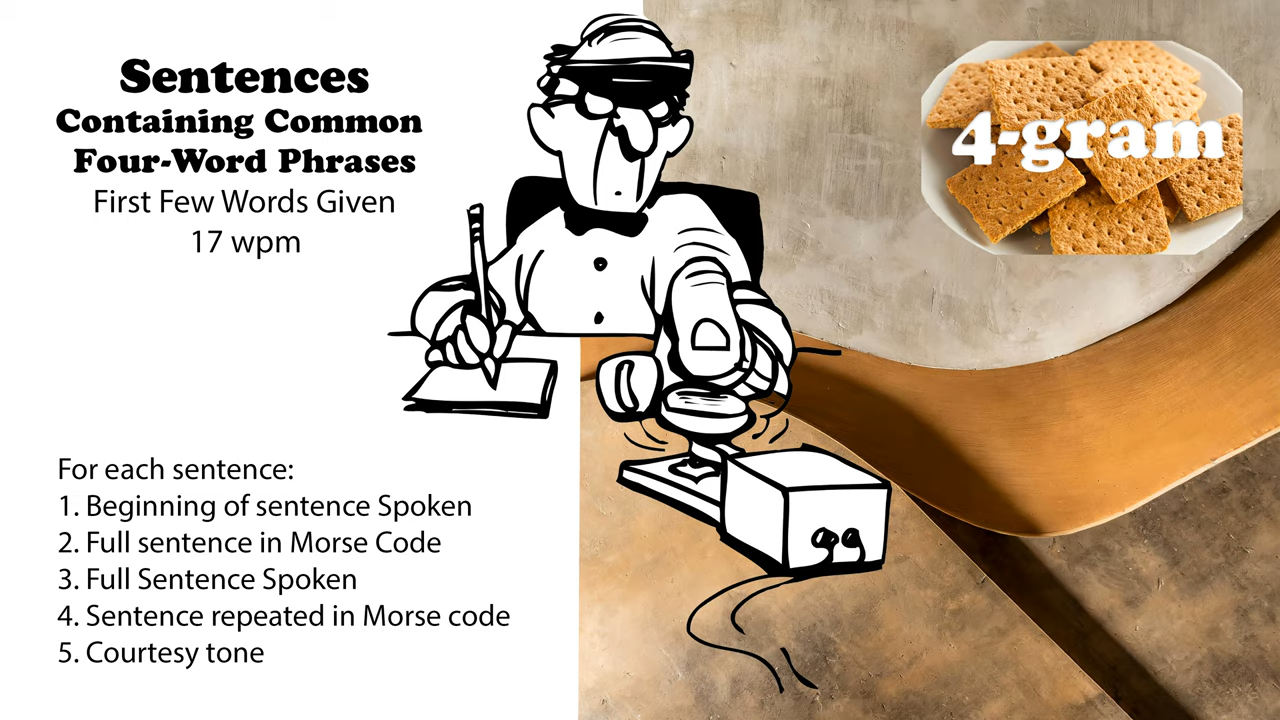 Sentences
Containing Common
Four-Word Phrases
First Few Words Given
17 wpm
4-gram
For each sentence:
1. Beginning of sentence Spoken
2. Full sentence in Morse Code
3. Full Sentence Spoken
4. Sentence repeated in Morse code
5. Courtesy tone